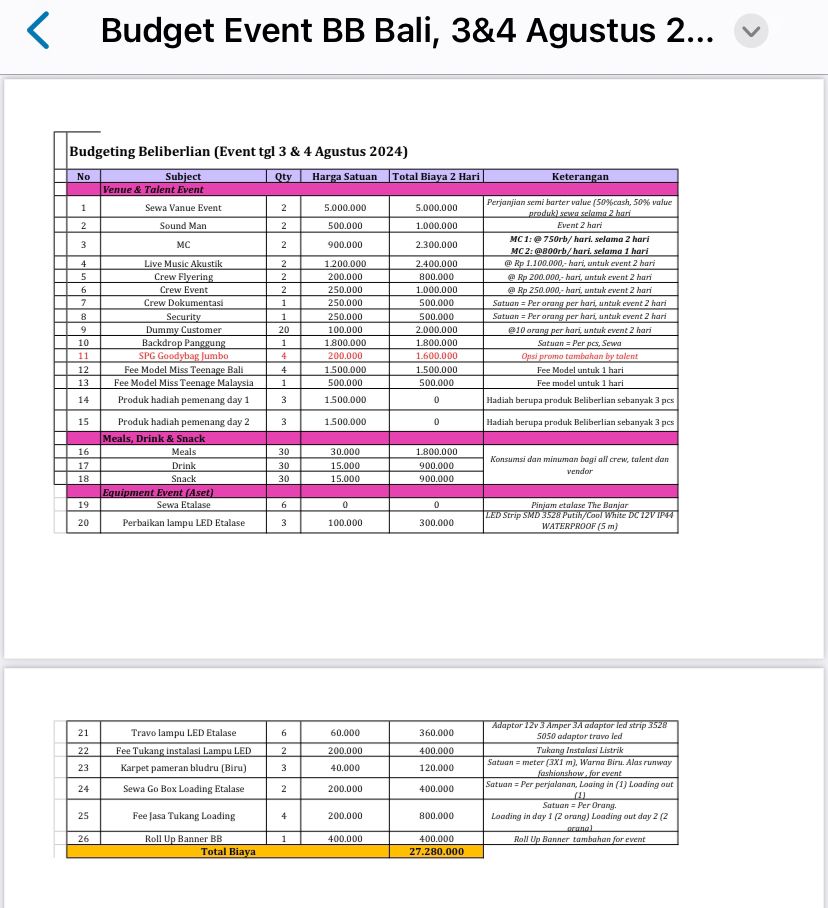 Budget Event BB Bali, 3&4 Agustus 2...
Budgeting Beliberlian (Event tgl 3 & 4 Agustus 2024)
No Subject Qty Harga Satuan Total Biaya 2 Hari Keterangan
Venue & Talent Event
1 Sewa Vanue Event 2 5.000.000 5.000.000 Perjanjian semi barter value (50%cash, 50% value
produk) sewa selama 2 hari
2 Sound Man 2 500.000 1.000.000 Event 2 hari
3 MC 2 900.000 2.300.000 MC 1: @ 750rb/ hari. selama 2 hari
MC 2: @800rb/ hari. selama 1 hari
4 Live Music Akustik 2 1.200.000 2.400.000 @ Rp 1.100.000,- hari, untuk event 2 hari
5 Crew Flyering 2 200.000 800.000 @ Rp 200.000,- hari, untuk event 2 hari
6 Crew Event 2 250.000 1.000.000 @ Rp 250.000,- hari, untuk event 2 hari
7 Crew Dokumentasi 1 250.000 500.000 Satuan = Per orang per hari, untuk event 2 hari
8 Security 1 250.000 500.000 Satuan = Per orang per hari, untuk event 2 hari
9 Dummy Customer 20 100.000 2.000.000 @10 orang per hari, untuk event 2 hari
10 Backdrop Panggung 1 1.800.000 1.800.000 Satuan = Per pcs, Sewa
11 SPG Goodybag Jumbo 4 200.000 1.600.000 Opsi promo tambahan by talent
12 Fee Model Miss Teenage Bali 4 1.500.000 1.500.000 Fee Model untuk 1 hari
13 Fee Model Miss Teenage Malaysia 1 500.000 500.000 Fee model untuk 1 hari
14 Produk hadiah pemenang day 1 3 1.500.000 0 Hadiah berupa produk Beliberlian sebanyak 3 pcs
15 Produk hadiah pemenang day 2 3 1.500.000 0 Hadiah berupa produk Beliberlian sebanyak 3 pcs
Meals, Drink & Snack
16 Meals 30 30.000 1.800.000
17 Drink 30 15.000 900.000 Konsumsi dan minuman bagi all crew, talent dan
vendor
18 Snack 30 15.000 900.000
Equipment Event (Aset)
19 Sewa Etalase 6 0 0 Pinjam etalase The Banjar
20 Perbaikan lampu LED Etalase 3 100.000 300.000 LED Strip SMD 3528 Putih/Cool White DC 12V IP44
WATERPROOF (5 m)
21 Travo lampu LED Etalase 6 60.000 360.000 Adaptor 12v 3 Amper 3A adaptor led strip 3528
5050 adaptor travo led
22 Fee Tukang instalasi Lampu LED 2 200.000 400.000 Tukang Instalasi Listrik
23 Karpet pameran bludru (Biru) 3 40.000 120.000 Satuan = meter (3X1 m), Warna Biru. Alas runway
fashionshow , for event
24 Sewa Go Box Loading Etalase 2 200.000 400.000 Satuan = Per perjalanan, Loaing in (1) Loading out
(1)
25 Fee Jasa Tukang Loading 4 200.000 800.000 Satuan = Per Orang.
Loading in day 1 (2 orang) Loading out day 2 (2
orang)
26 Roll Up Banner BB 1 400.000 400.000 Roll Up Banner tambahan for event
Total Biaya 27.280.000